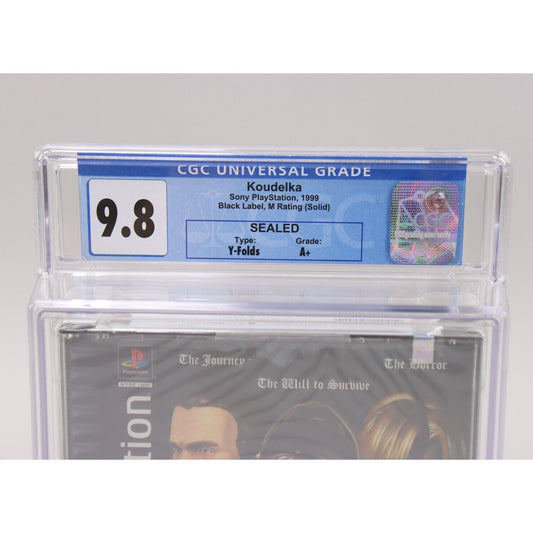 CGC UNIVERSAL GRADE
9.8
Koudelka
Sony PlayStation, 1999
Black Label, M Rating (Solid)
SEALED
Type: Grade:
Y-Folds A+
PlayStation
NTSC U/C
The Journey The Horror
The Will to Survive